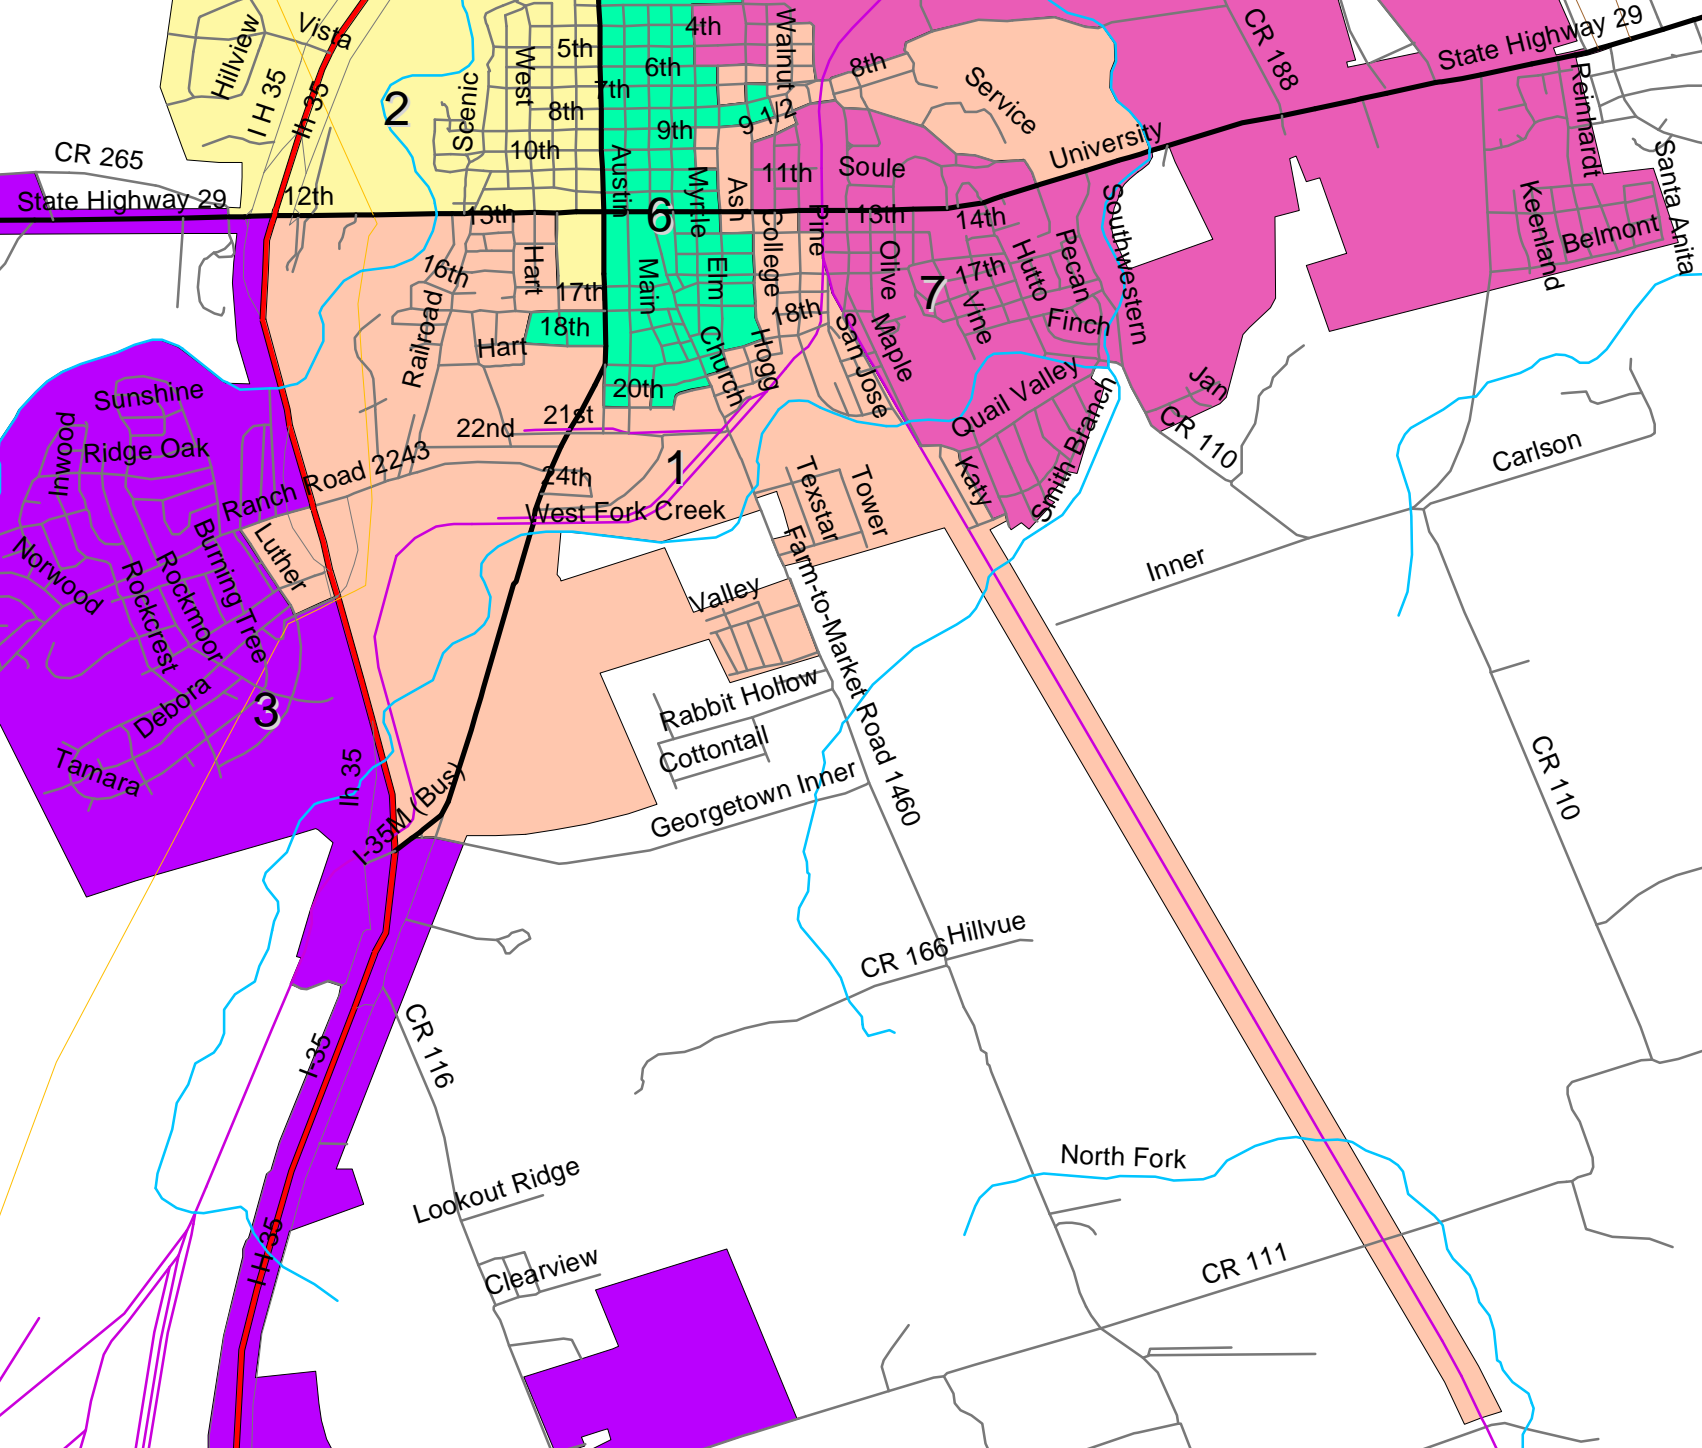 Vista
Hillview
I H 35
Ih 35
2
Scenic
West
5th
4th
Walnut
6th
7th
8th
8th
9th
9 1/2
10th
Service
CR 188
State Highway 29
Reinhardt
Santa Anita
CR 265
State Highway 29
12th
13th
Austin
6
Myrtle
Ash
11th
Soule
University
College
Pine
13th
14th
Southwestern
Keenland
Belmont
16th
Hart
17th
Main
Elm
Olive
7
17th
Hutto
Pecan
Vine
Finch
18th
18th
Railroad
Hart
Church
Hogg
San Jose
Maple
20th
Quail Valley
Jan
Sunshine
Inwood
Ridge Oak
22nd
21st
CR 110
Smith Branch
Carlson
Ranch Road 2243
1
24th
Texstar
Tower
Katy
West Fork Creek
Luther
Norwood
Burning Tree
Rockmoor
Rockcrest
Valley
Farm-to-Market Road 1460
Inner
3
Debora
Tamara
Rabbit Hollow
Cottontail
Ih 35
I-35M (Bus)
Georgetown Inner
CR 110
CR 166
Hillvue
I-35
CR 116
North Fork
Lookout Ridge
I H 35
Clearview
CR 111